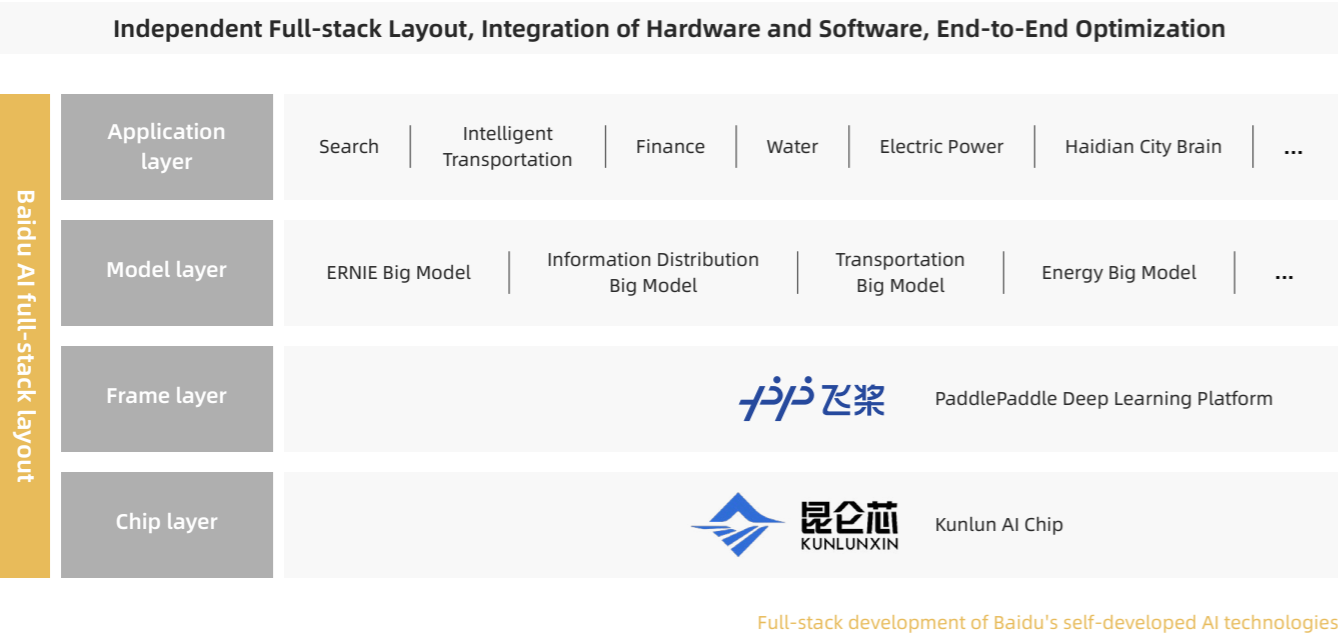 Independent Full-stack Layout, Integration of Hardware and Software, End-to-End Optimization
Baidu AI full-stack layout
Application
layer
Search
Intelligent
Transportation
Finance
Water
Electric Power
Haidian City Brain
...
Model layer
ERNIE Big Model
Information Distribution
Big Model
Transportation
Big Model
Energy Big Model
...
Frame layer
飞桨
PaddlePaddle Deep Learning Platform
Chip layer
昆仑芯
KUNLUNXIN
Kunlun AI Chip
Full-stack development of Baidu's self-developed AI technologies